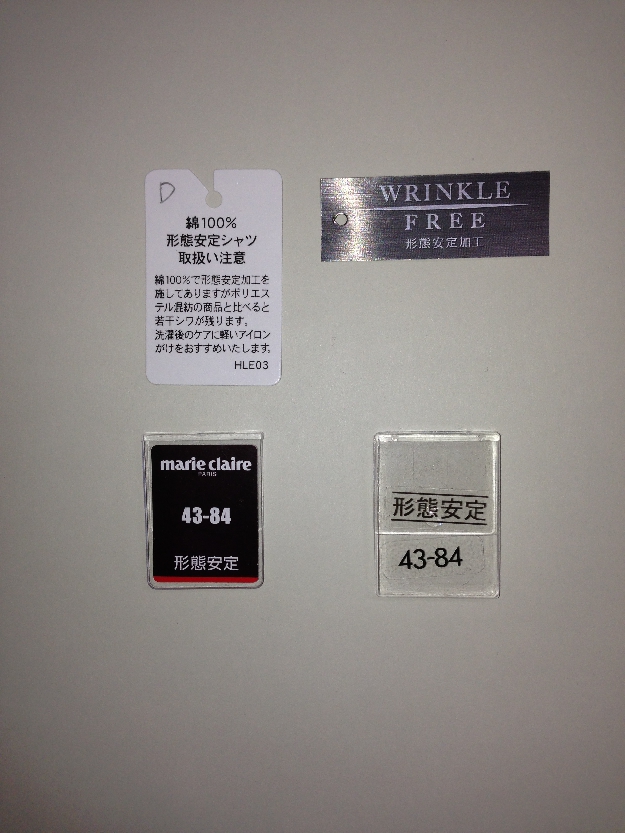 D
綿100%
形態安定シャツ
取扱い注意
綿100%で形態安定加工を
施してありますがポリエス
テル混紡の商品と比べると
若干シワが残ります。
洗濯後のケアに軽いアイロン
がけをおすすめいたします。
HLE03
WRINKLE
FREE
形態安定加工
marie claire
PARIS
43-84
形態安定
形態安定
43-84